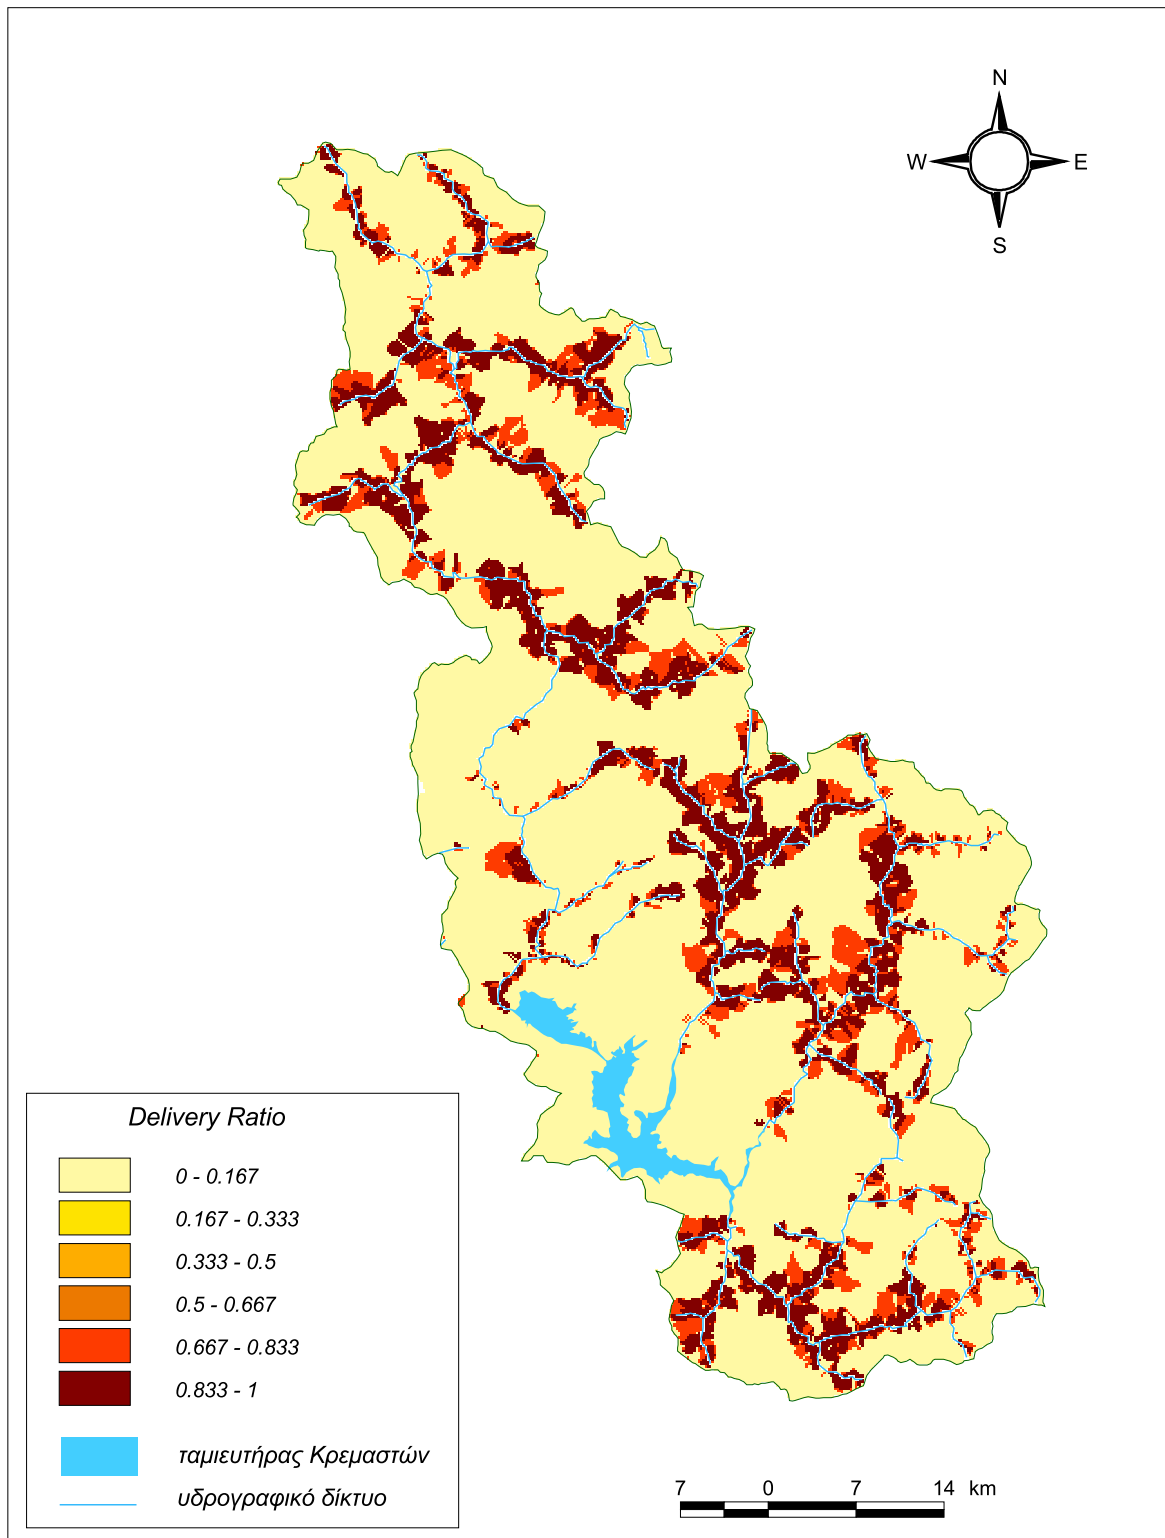 N
W E
S
Delivery Ratio
0 - 0.167
0.167 - 0.333
0.333 - 0.5
0.5 - 0.667
0.667 - 0.833
0.833 - 1
ταμιευτήρας Κρεμαστών
υδρογραφικό δίκτυο
7 0 7 14 km